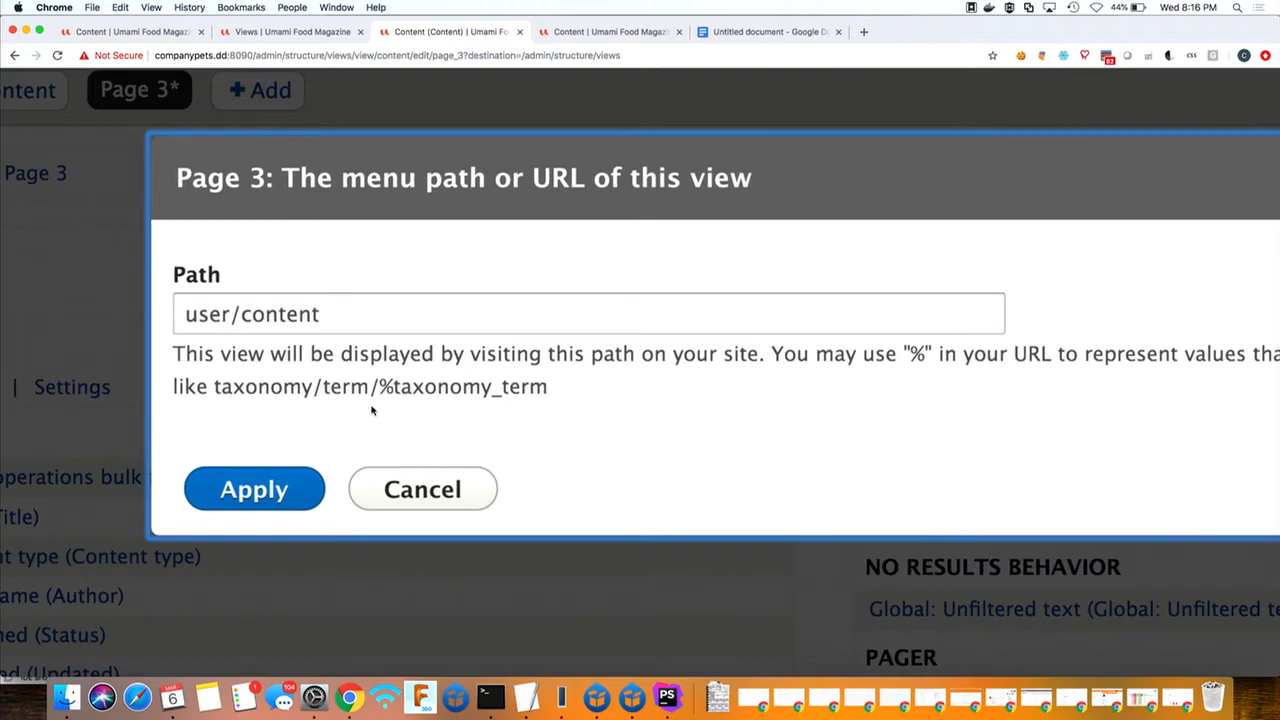 Chrome File Edit View History Bookmarks People Window Help 44% Wed 8:16 PM
Content | Umami Food Magazi Views | Umami Food Magazine Content (Content) | Umami Fo Content | Umami Food Magazi Untitled document - Google D
Not Secure companypets.dd:8090/admin/structure/views/view/content/edit/page_3?destination=/admin/structure/views
ontent Page 3* + Add
Page 3
Page 3: The menu path or URL of this view
Path
user/content
This view will be displayed by visiting this path on your site. You may use "%" in your URL to represent values tha
like taxonomy/term/%taxonomy_term
| Settings
Apply Cancel
operations bulk
Title)
nt type (Content type)
ame (Author)
hed (Status)
ed (Updated)
NO RESULTS BEHAVIOR
Global: Unfiltered text (Global: Unfiltered te
PAGER